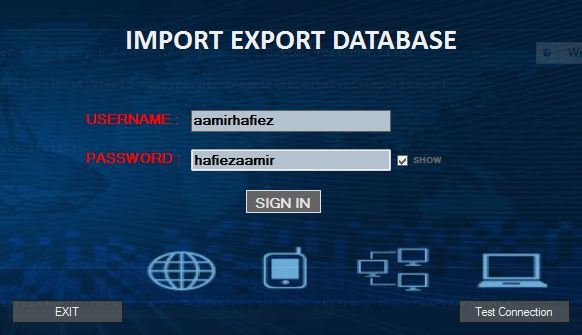 IMPORT EXPORT DATABASE
USERNAME :
aamirhafiez
PASSWORD :
hafiezaamir
SHOW
SIGN IN
EXIT
Test Connection